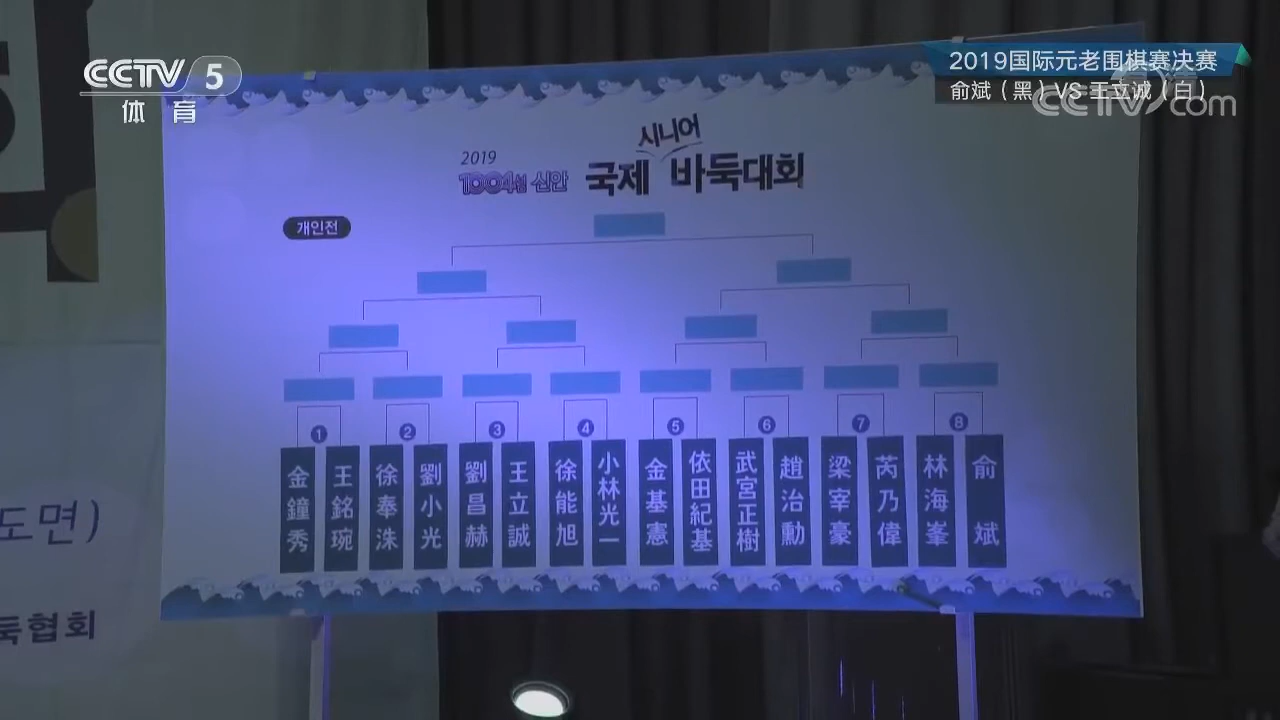 CCTV 5
体育
2019国际元老围棋赛决赛
俞斌（黑）VS 王立诚（白）
CCTV com
2019 1004섬 신안 국제 시니어 바둑대회
개인전
1 2 3 4 5 6 7 8
金鐘秀
王銘琬
徐奉洙
劉小光
劉昌赫
王立誠
徐能旭
小林光一
金基憲
依田紀基
武宮正樹
趙治勳
梁宰豪
芮乃偉
林海峯
俞斌
도면)
둑협회